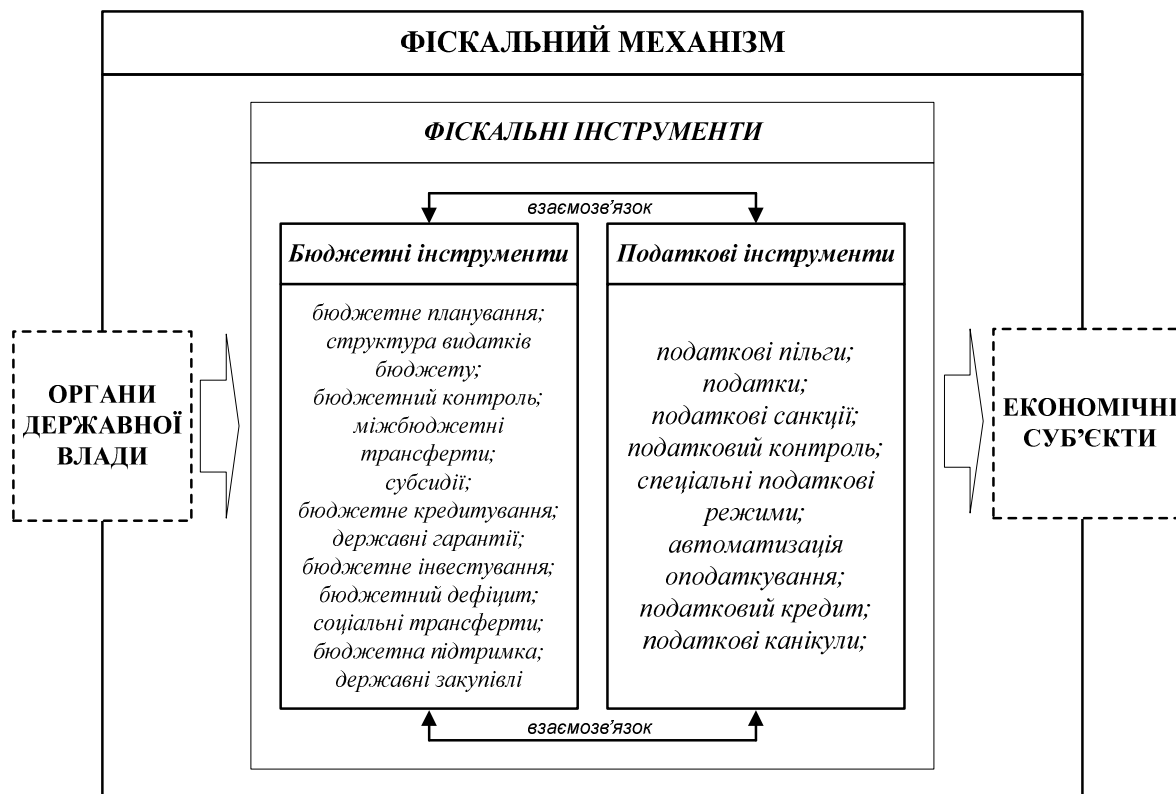 ФІСКАЛЬНИЙ МЕХАНІЗМ
ФІСКАЛЬНІ ІНСТРУМЕНТИ
взаємозв'язок
Бюджетні інструменти
бюджетне планування;
структура видатків
бюджету;
бюджетний контроль;
міжбюджетні
трансферти;
субсидії;
бюджетне кредитування;
державні гарантії;
бюджетне інвестування;
бюджетний дефіцит;
соціальні трансферти;
бюджетна підтримка;
державні закупівлі
Податкові інструменти
податкові пільги;
податки;
податкові санкції;
податковий контроль;
спеціальні податкові
режими;
автоматизація
оподаткування;
податковий кредит;
податкові канікули;
взаємозв'язок
ОРГАНИ
ДЕРЖАВНОЇ
ВЛАДИ
ЕКОНОМІЧНІ
СУБ’ЄКТИ